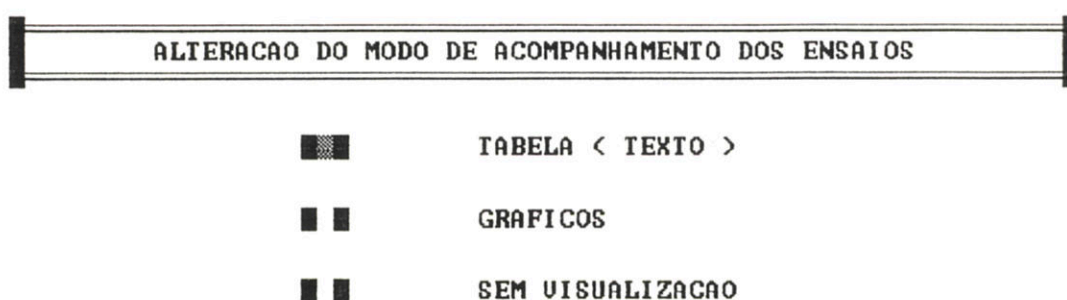 ALTERACAO DO MODO DE ACOMPANHAMENTO DOS ENSAIOS
TABELA < TEXTO >
GRAFICOS
SEM VISUALIZACAO